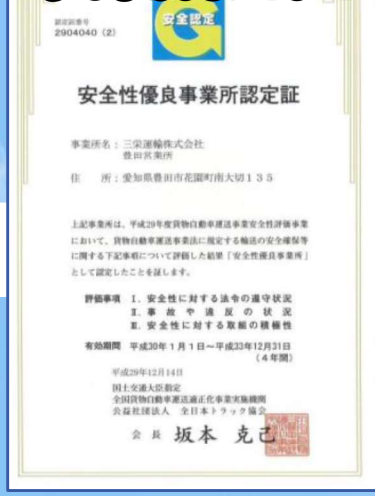 認定番号
2904040 (2)
安全認定
G
安全性優良事業所認定証
事業所名：三栄運輸株式会社
豊田営業所
住　所：愛知県豊田市花園町南大切135
上記事業所は、平成29年度貨物自動車運送事業安全性評価事業
において、貨物自動車運送事業法に規定する輸送の安全確保等
に関する下記事項について評価した結果「安全性優良事業所」
として認定したことを証します。
評価事項　Ⅰ．安全性に対する法令の遵守状況
Ⅱ．事故や違反の状況
Ⅲ．安全性に対する取組の積極性
有効期間　平成30年1月1日～平成33年12月31日
（4年間）
平成29年12月14日
国土交通大臣指定
全国貨物自動車運送適正化事業実施機関
公益社団法人　全日本トラック協会
会長　坂本　克己